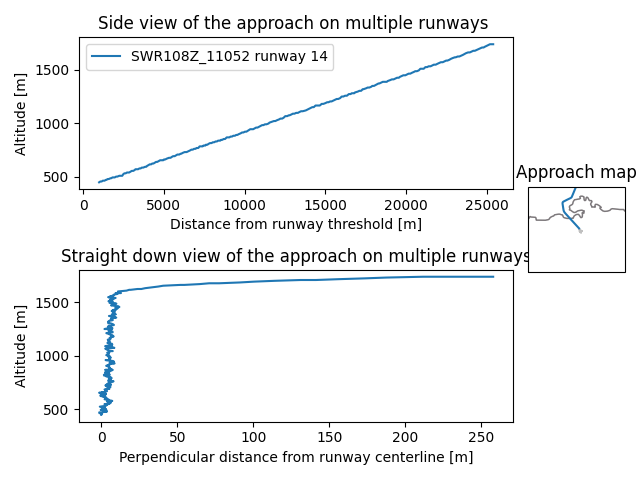 Side view of the approach on multiple runways
Altitude [m]
1500
1000
500
SWR108Z_11052 runway 14
0
5000
10000
15000
20000
25000
Distance from runway threshold [m]
Approach map
Straight down view of the approach on multiple runways
Altitude [m]
1500
1000
500
0
50
100
150
200
250
Perpendicular distance from runway centerline [m]